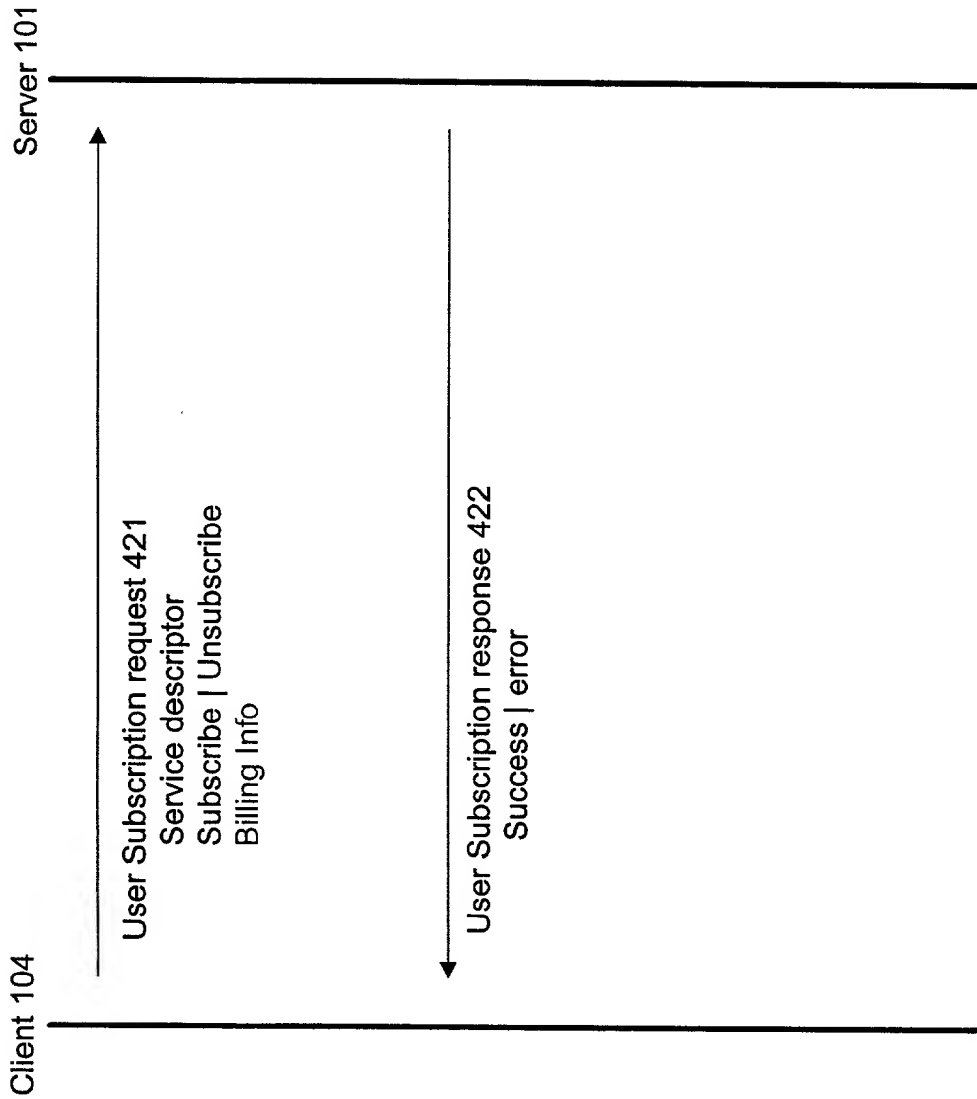 Client 104
Server 101
User Subscription request 421
Service descriptor
Subscribe | Unsubscribe
Billing Info
User Subscription response 422
Success | error